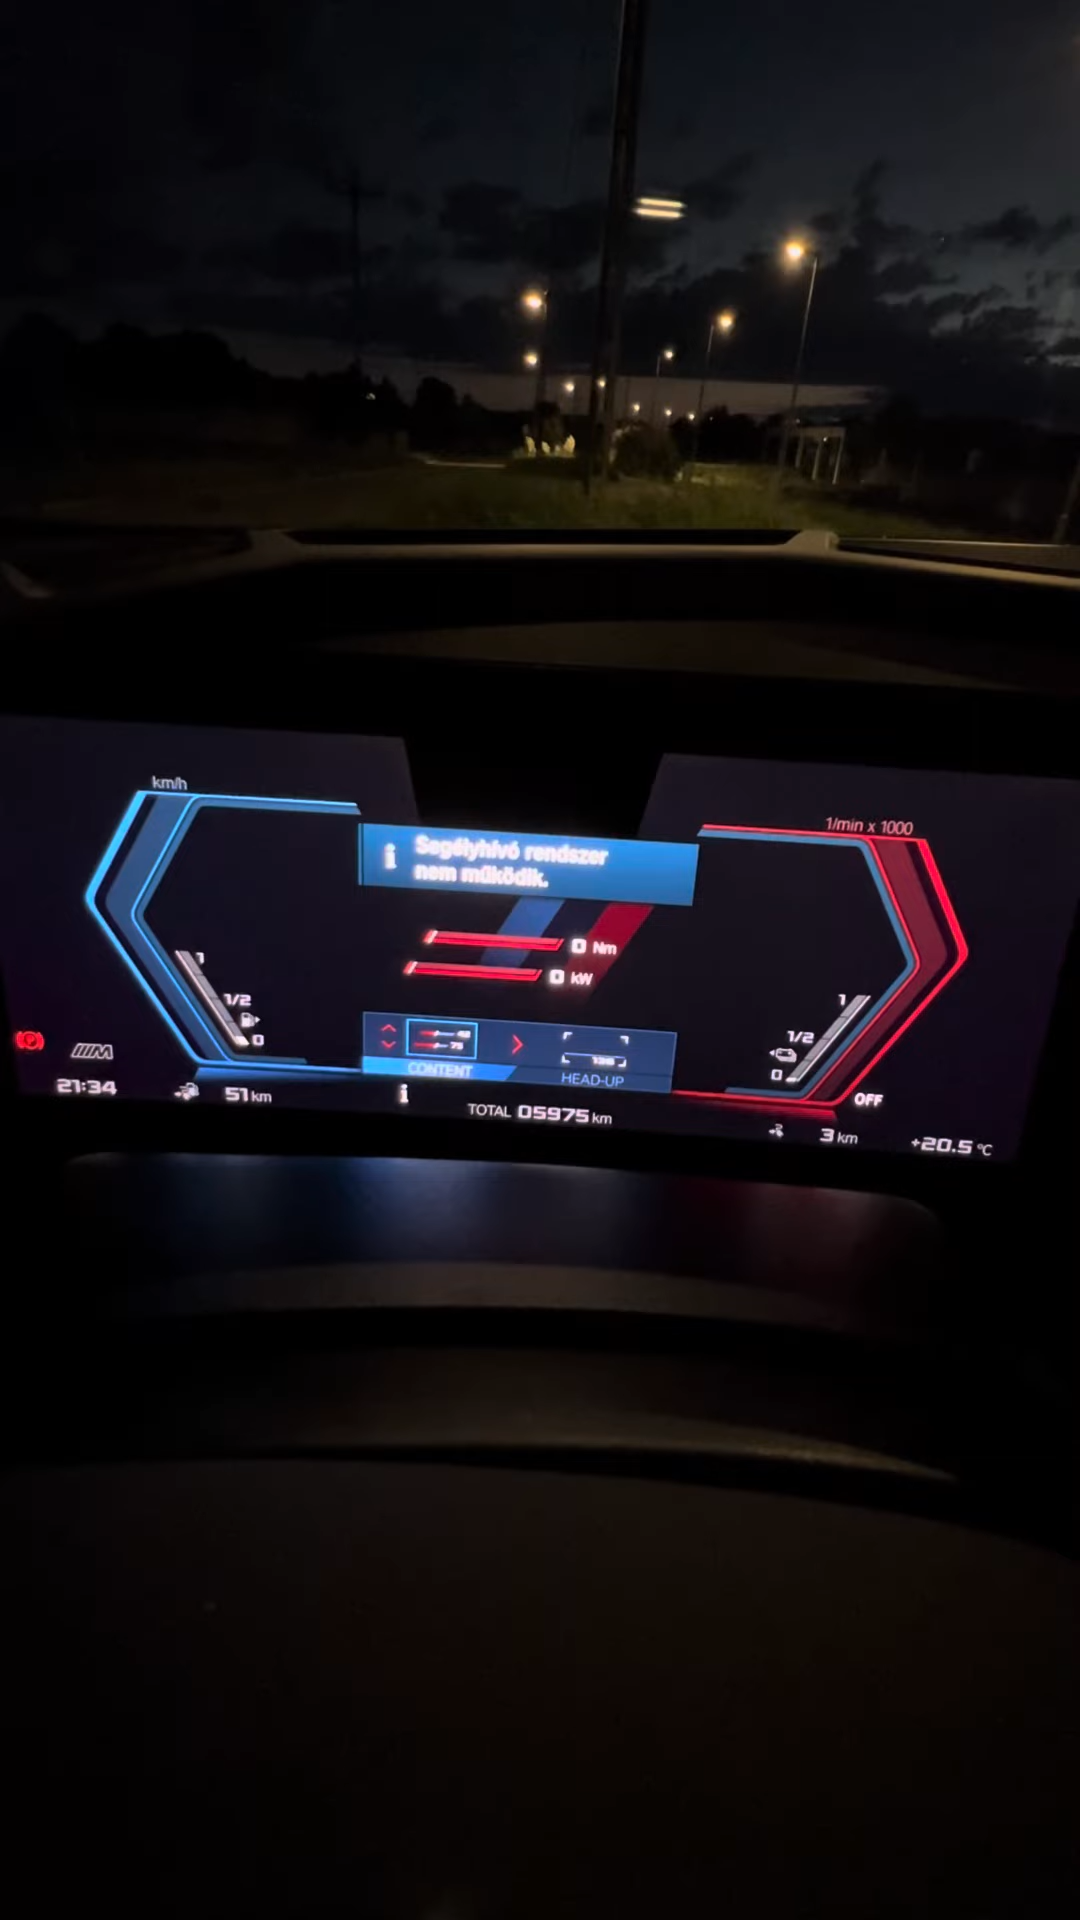 km/h
1/min x 1000
i Segélyhívó rendszer
nem működik.
0 Nm
0 kW
1
1/2
0
1
1/2
0
CONTENT
HEAD-UP
OFF
21:34
51 km
i
TOTAL 05975 km
3 km
+20.5 °C